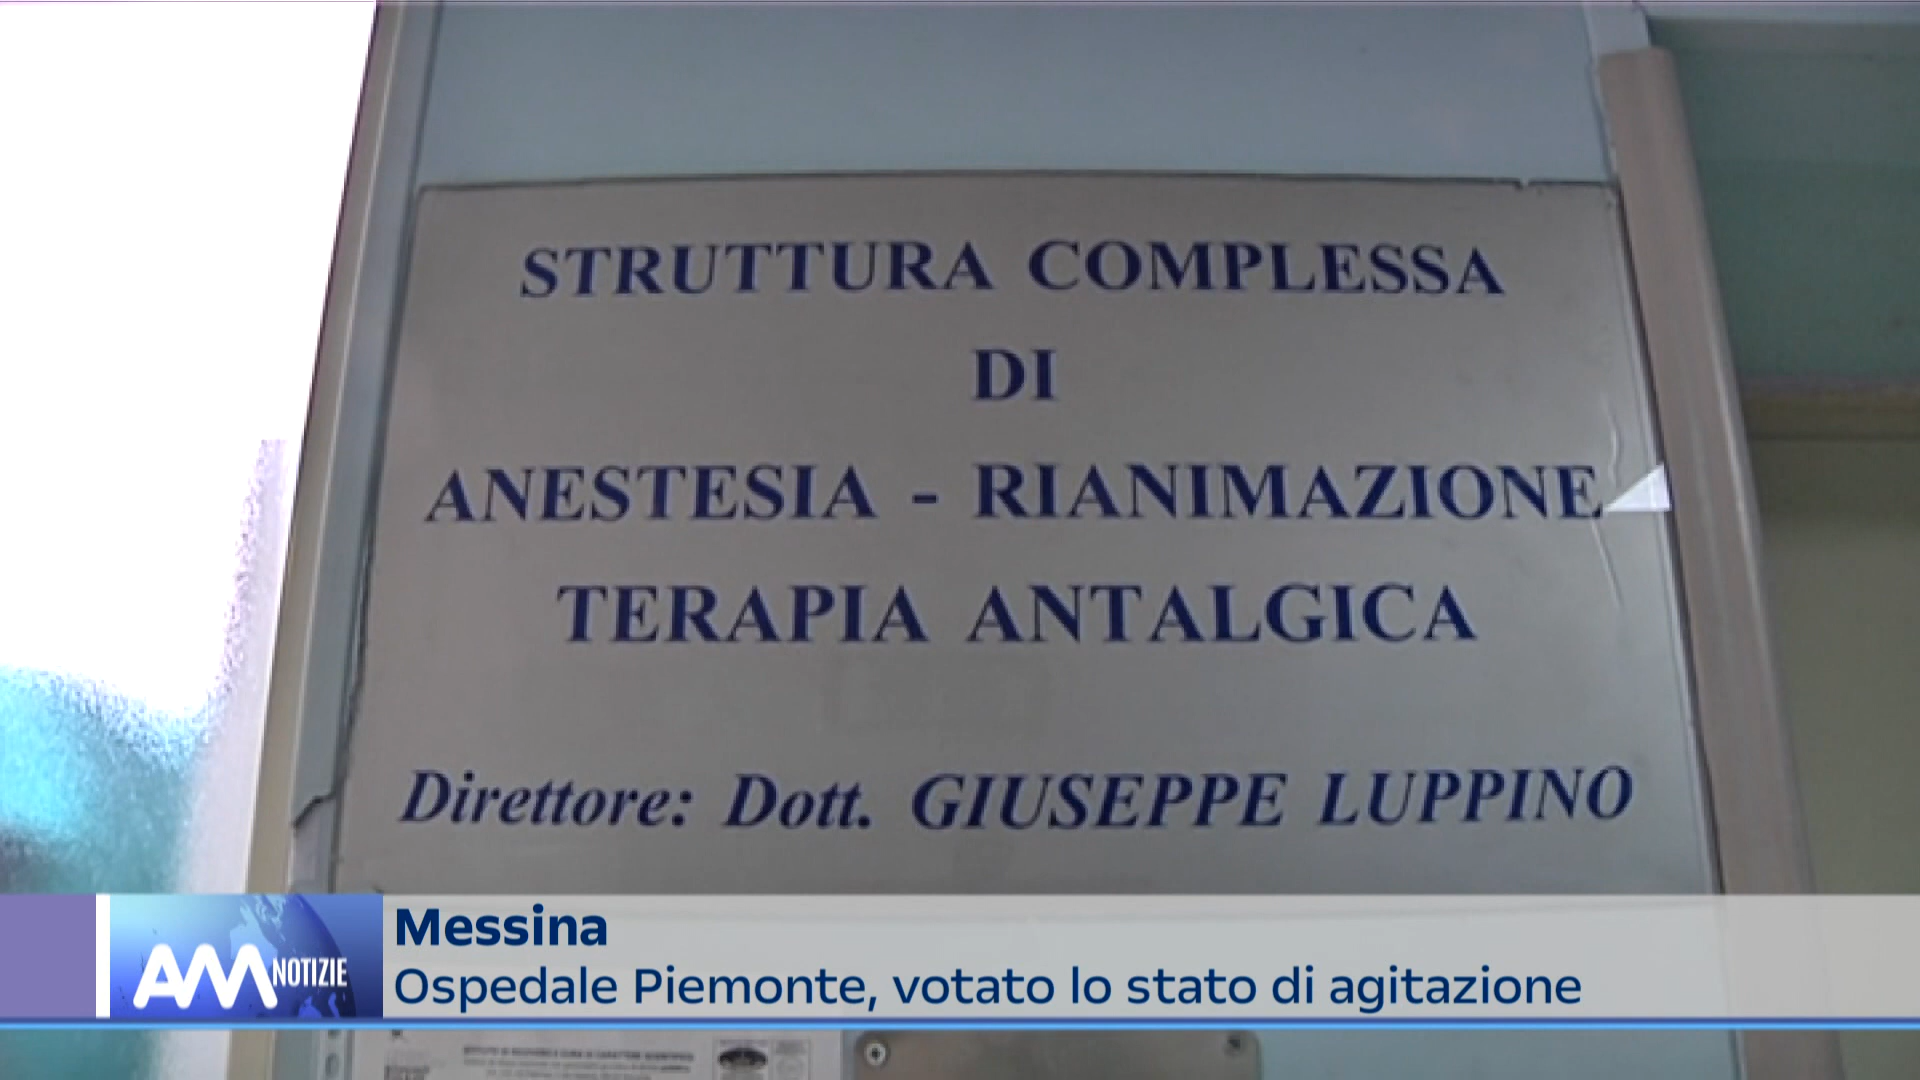 STRUTTURA COMPLESSA
DI
ANESTESIA - RIANIMAZIONE
TERAPIA ANTALGICA
Direttore: Dott. GIUSEPPE LUPPINO
Messina
AM NOTIZIE
Ospedale Piemonte, votato lo stato di agitazione